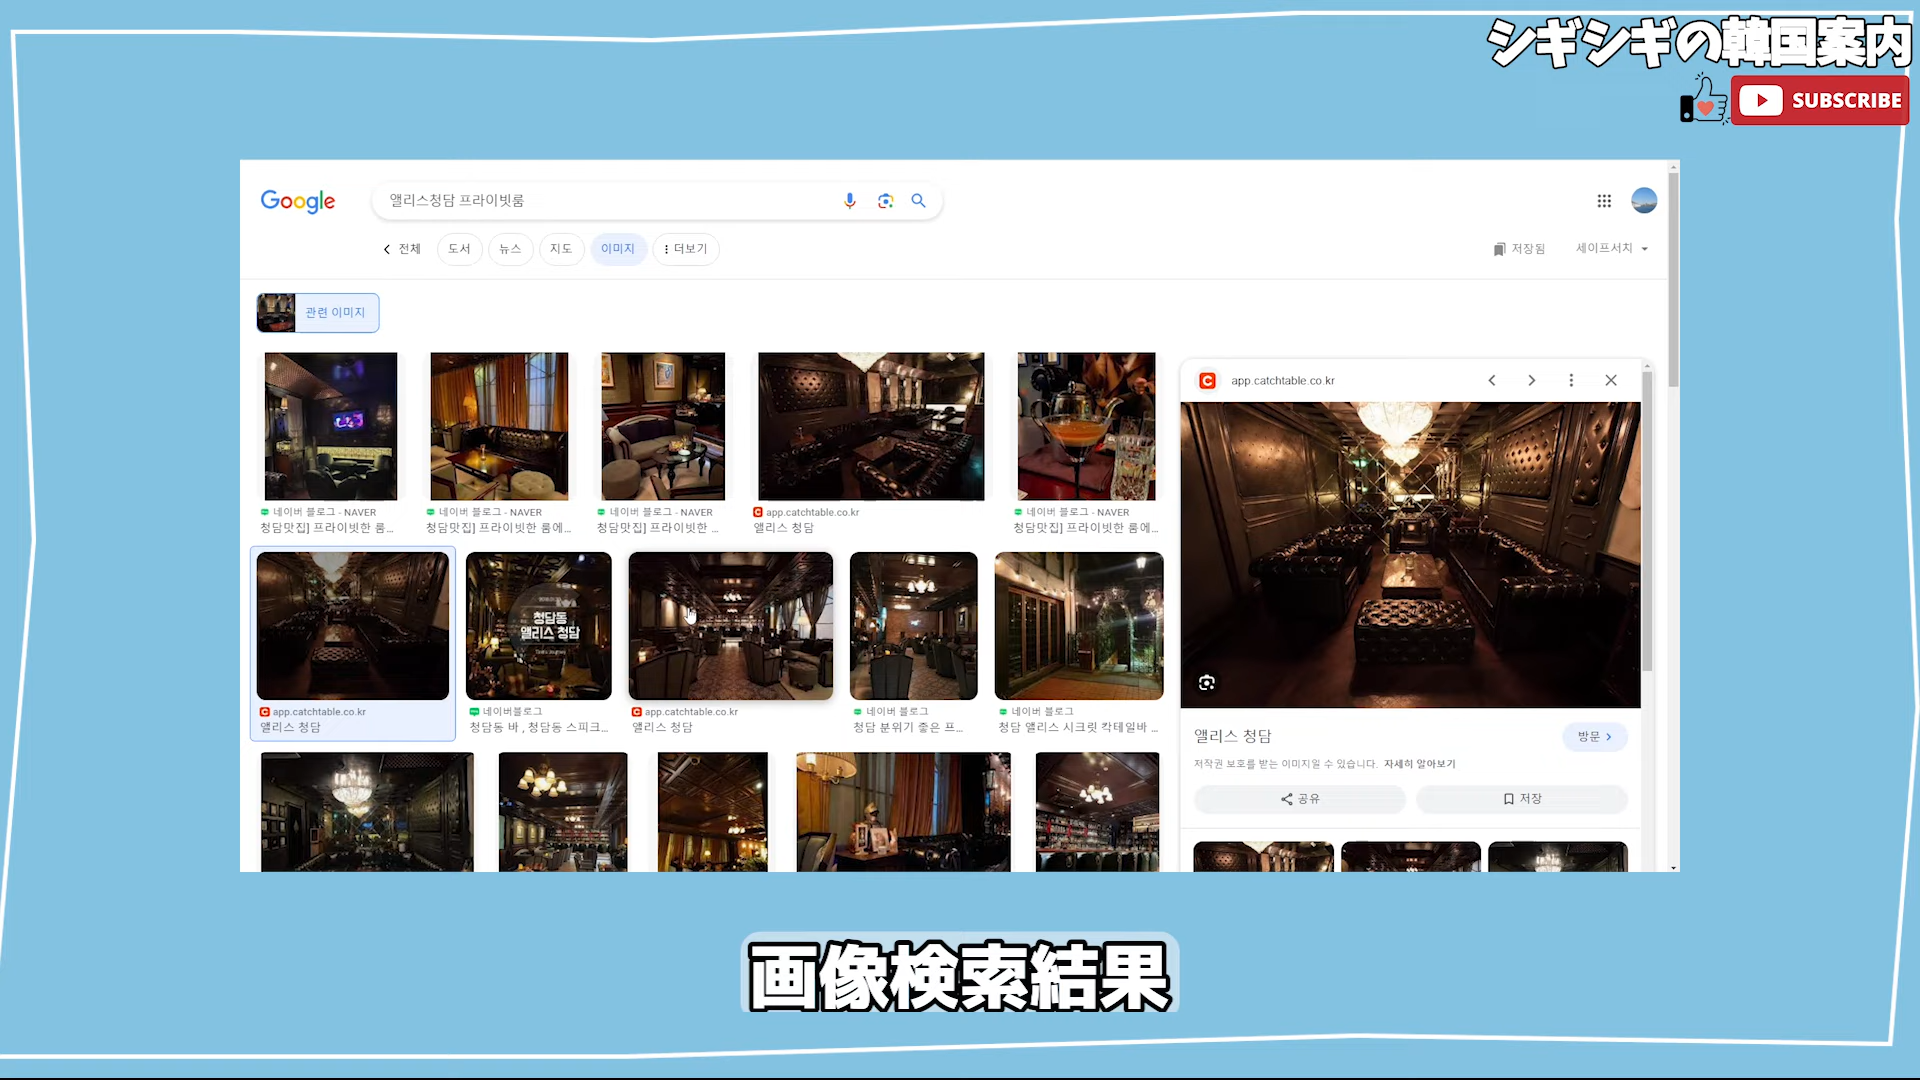 シギシギの韓国案内
SUBSCRIBE
Google
앨리스청담 프라이빗룸
전체
도서
뉴스
지도
이미지
더보기
저장됨
세이프서치
관련 이미지
네이버 블로그 - NAVER
청담맛집] 프라이빗한 룸...
네이버 블로그 - NAVER
청담맛집] 프라이빗한 룸에...
네이버 블로그 - NAVER
청담맛집] 프라이빗한 ...
app.catchtable.co.kr
앨리스 청담
네이버 블로그 - NAVER
청담맛집] 프라이빗한 룸에...
app.catchtable.co.kr
앨리스 청담
청담동
앨리스 청담
네이버블로그
청담동 바 , 청담동 스피크...
app.catchtable.co.kr
앨리스 청담
네이버 블로그
청담 분위기 좋은 프...
네이버 블로그
청담 앨리스 시크릿 칵테일바 ...
app.catchtable.co.kr
앨리스 청담
방문
저작권 보호를 받는 이미지일 수 있습니다. 자세히 알아보기
공유
저장
画像検索結果